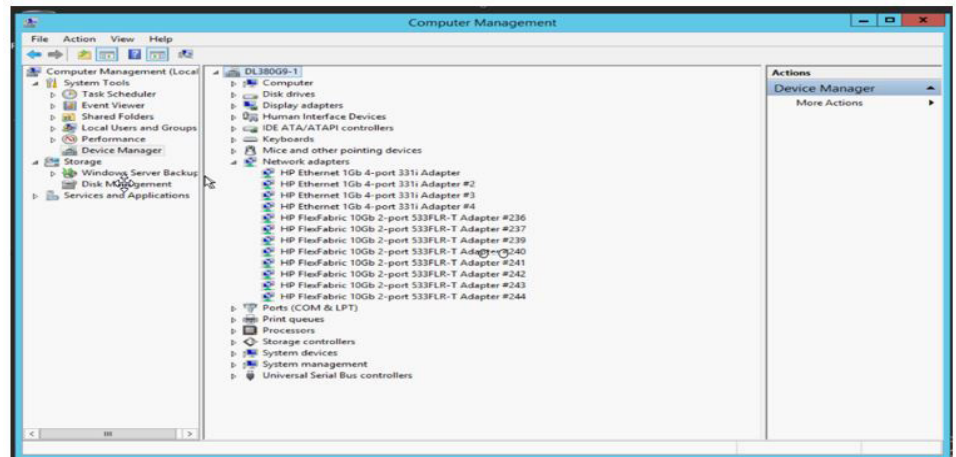 Computer Management
File Action View Help
Computer Management (Local
System Tools
Task Scheduler
Event Viewer
Shared Folders
Local Users and Groups
Performance
Device Manager
Storage
Windows Server Backup
Disk Management
Services and Applications
DL380G9-1
Computer
Disk drives
Display adapters
Human Interface Devices
IDE ATA/ATAPI controllers
Keyboards
Mice and other pointing devices
Network adapters
HP Ethernet 1Gb 4-port 331i Adapter
HP Ethernet 1Gb 4-port 331i Adapter #2
HP Ethernet 1Gb 4-port 331i Adapter #3
HP Ethernet 1Gb 4-port 331i Adapter #4
HP FlexFabric 10Gb 2-port 533FLR-T Adapter #236
HP FlexFabric 10Gb 2-port 533FLR-T Adapter #237
HP FlexFabric 10Gb 2-port 533FLR-T Adapter #239
HP FlexFabric 10Gb 2-port 533FLR-T Adapter #240
HP FlexFabric 10Gb 2-port 533FLR-T Adapter #241
HP FlexFabric 10Gb 2-port 533FLR-T Adapter #242
HP FlexFabric 10Gb 2-port 533FLR-T Adapter #243
HP FlexFabric 10Gb 2-port 533FLR-T Adapter #244
Ports (COM & LPT)
Print queues
Processors
Storage controllers
System devices
System management
Universal Serial Bus controllers
Actions
Device Manager
More Actions